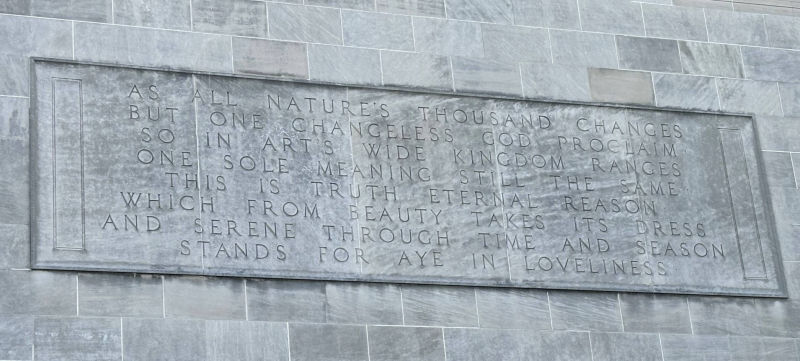 AS ALL NATURE'S THOUSAND CHANGES
BUT ONE CHANGELESS GOD PROCLAIM
SO IN ART'S WIDE KINGDOM RANGES
ONE SOLE MEANING STILL THE SAME
THIS IS TRUTH ETERNAL REASON
WHICH FROM BEAUTY TAKES ITS DRESS
AND SERENE THROUGH TIME AND SEASON
STANDS FOR AYE IN LOVELINESS